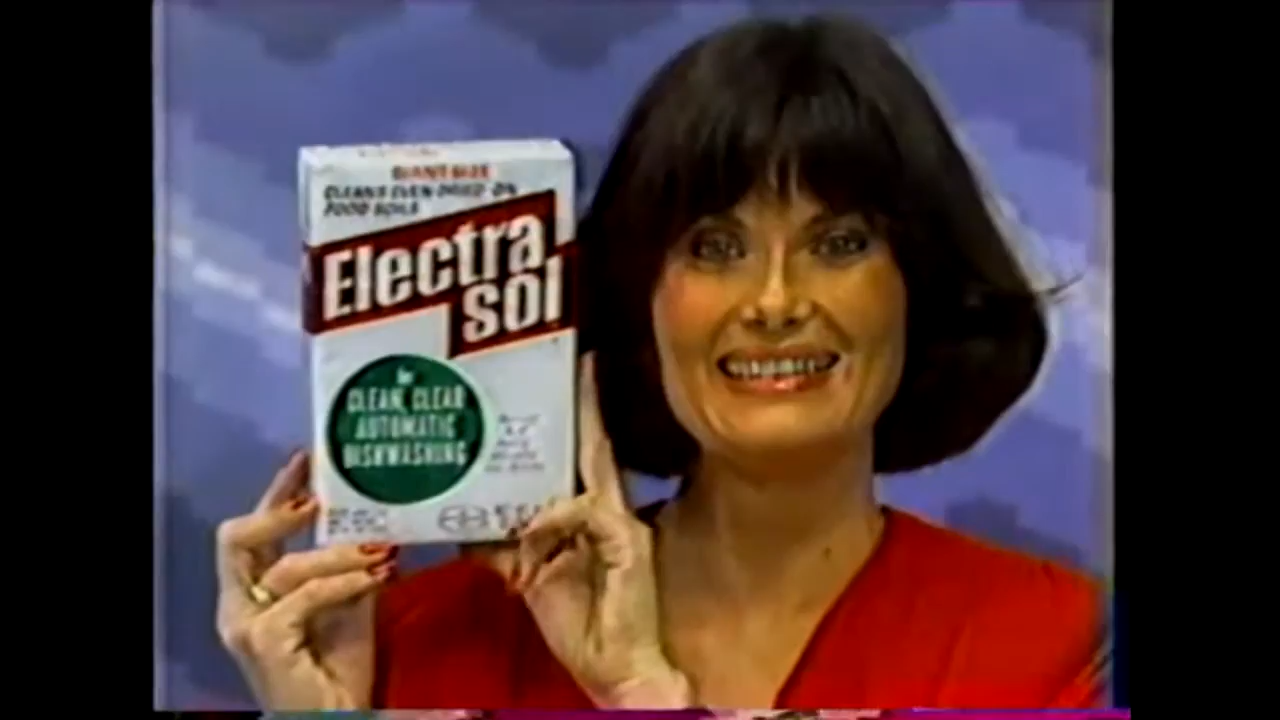 GIANT SIZE
CLEANS EVEN DRIED-ON
FOOD SOILS
Electra
sol
for
CLEAN, CLEAR
AUTOMATIC
DISHWASHING